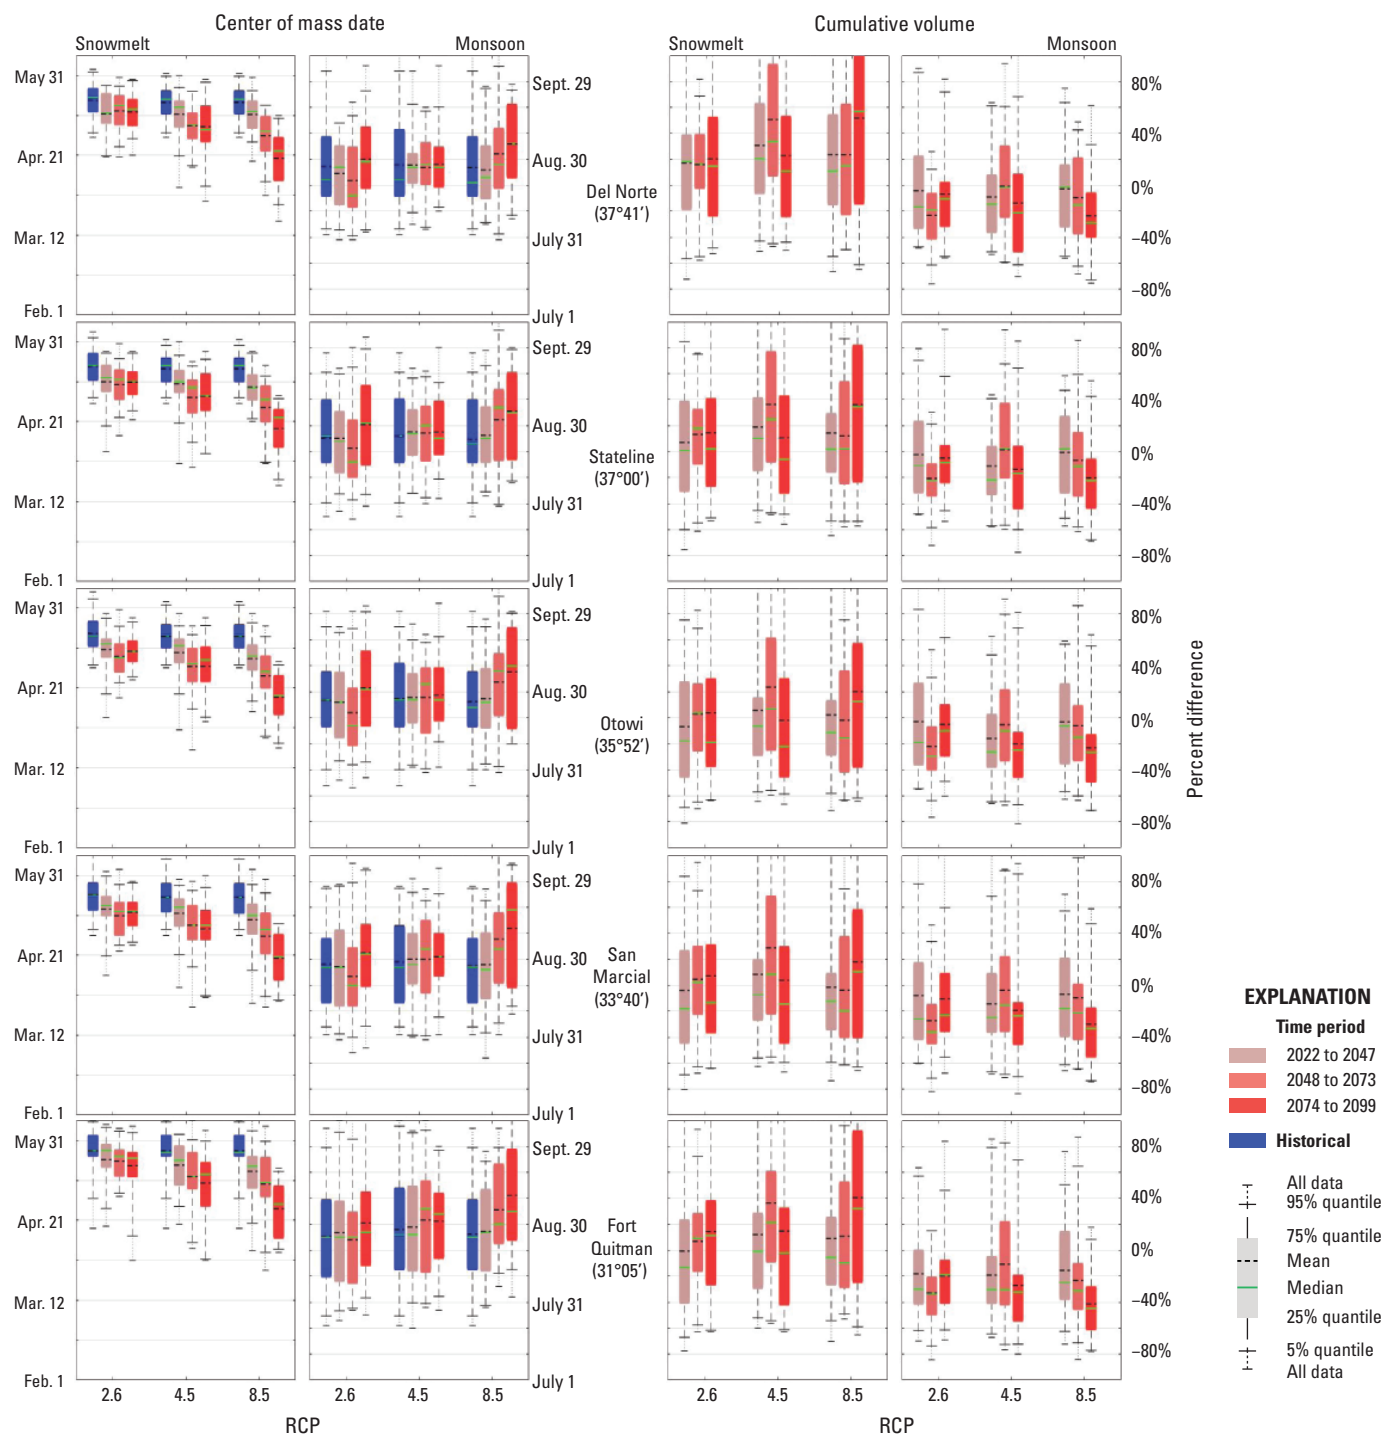 Center of mass date
Cumulative volume
Snowmelt
Monsoon
Snowmelt
Monsoon
May 31
Apr. 21
Mar. 12
Feb. 1
Sept. 29
Aug. 30
July 31
July 1
Del Norte
(37°41′)
80%
40%
0%
−40%
−80%
May 31
Apr. 21
Mar. 12
Feb. 1
Sept. 29
Aug. 30
July 31
July 1
Stateline
(37°00′)
80%
40%
0%
−40%
−80%
May 31
Apr. 21
Mar. 12
Feb. 1
Sept. 29
Aug. 30
July 31
July 1
Otowi
(35°52′)
80%
40%
0%
−40%
−80%
Percent difference
May 31
Apr. 21
Mar. 12
Feb. 1
Sept. 29
Aug. 30
July 31
July 1
San
Marcial
(33°40′)
80%
40%
0%
−40%
−80%
May 31
Apr. 21
Mar. 12
Feb. 1
Sept. 29
Aug. 30
July 31
July 1
Fort
Quitman
(31°05′)
80%
40%
0%
−40%
−80%
2.6 4.5 8.5
2.6 4.5 8.5
2.6 4.5 8.5
2.6 4.5 8.5
RCP
RCP
EXPLANATION
Time period
2022 to 2047
2048 to 2073
2074 to 2099
Historical
All data
95% quantile
75% quantile
Mean
Median
25% quantile
5% quantile
All data